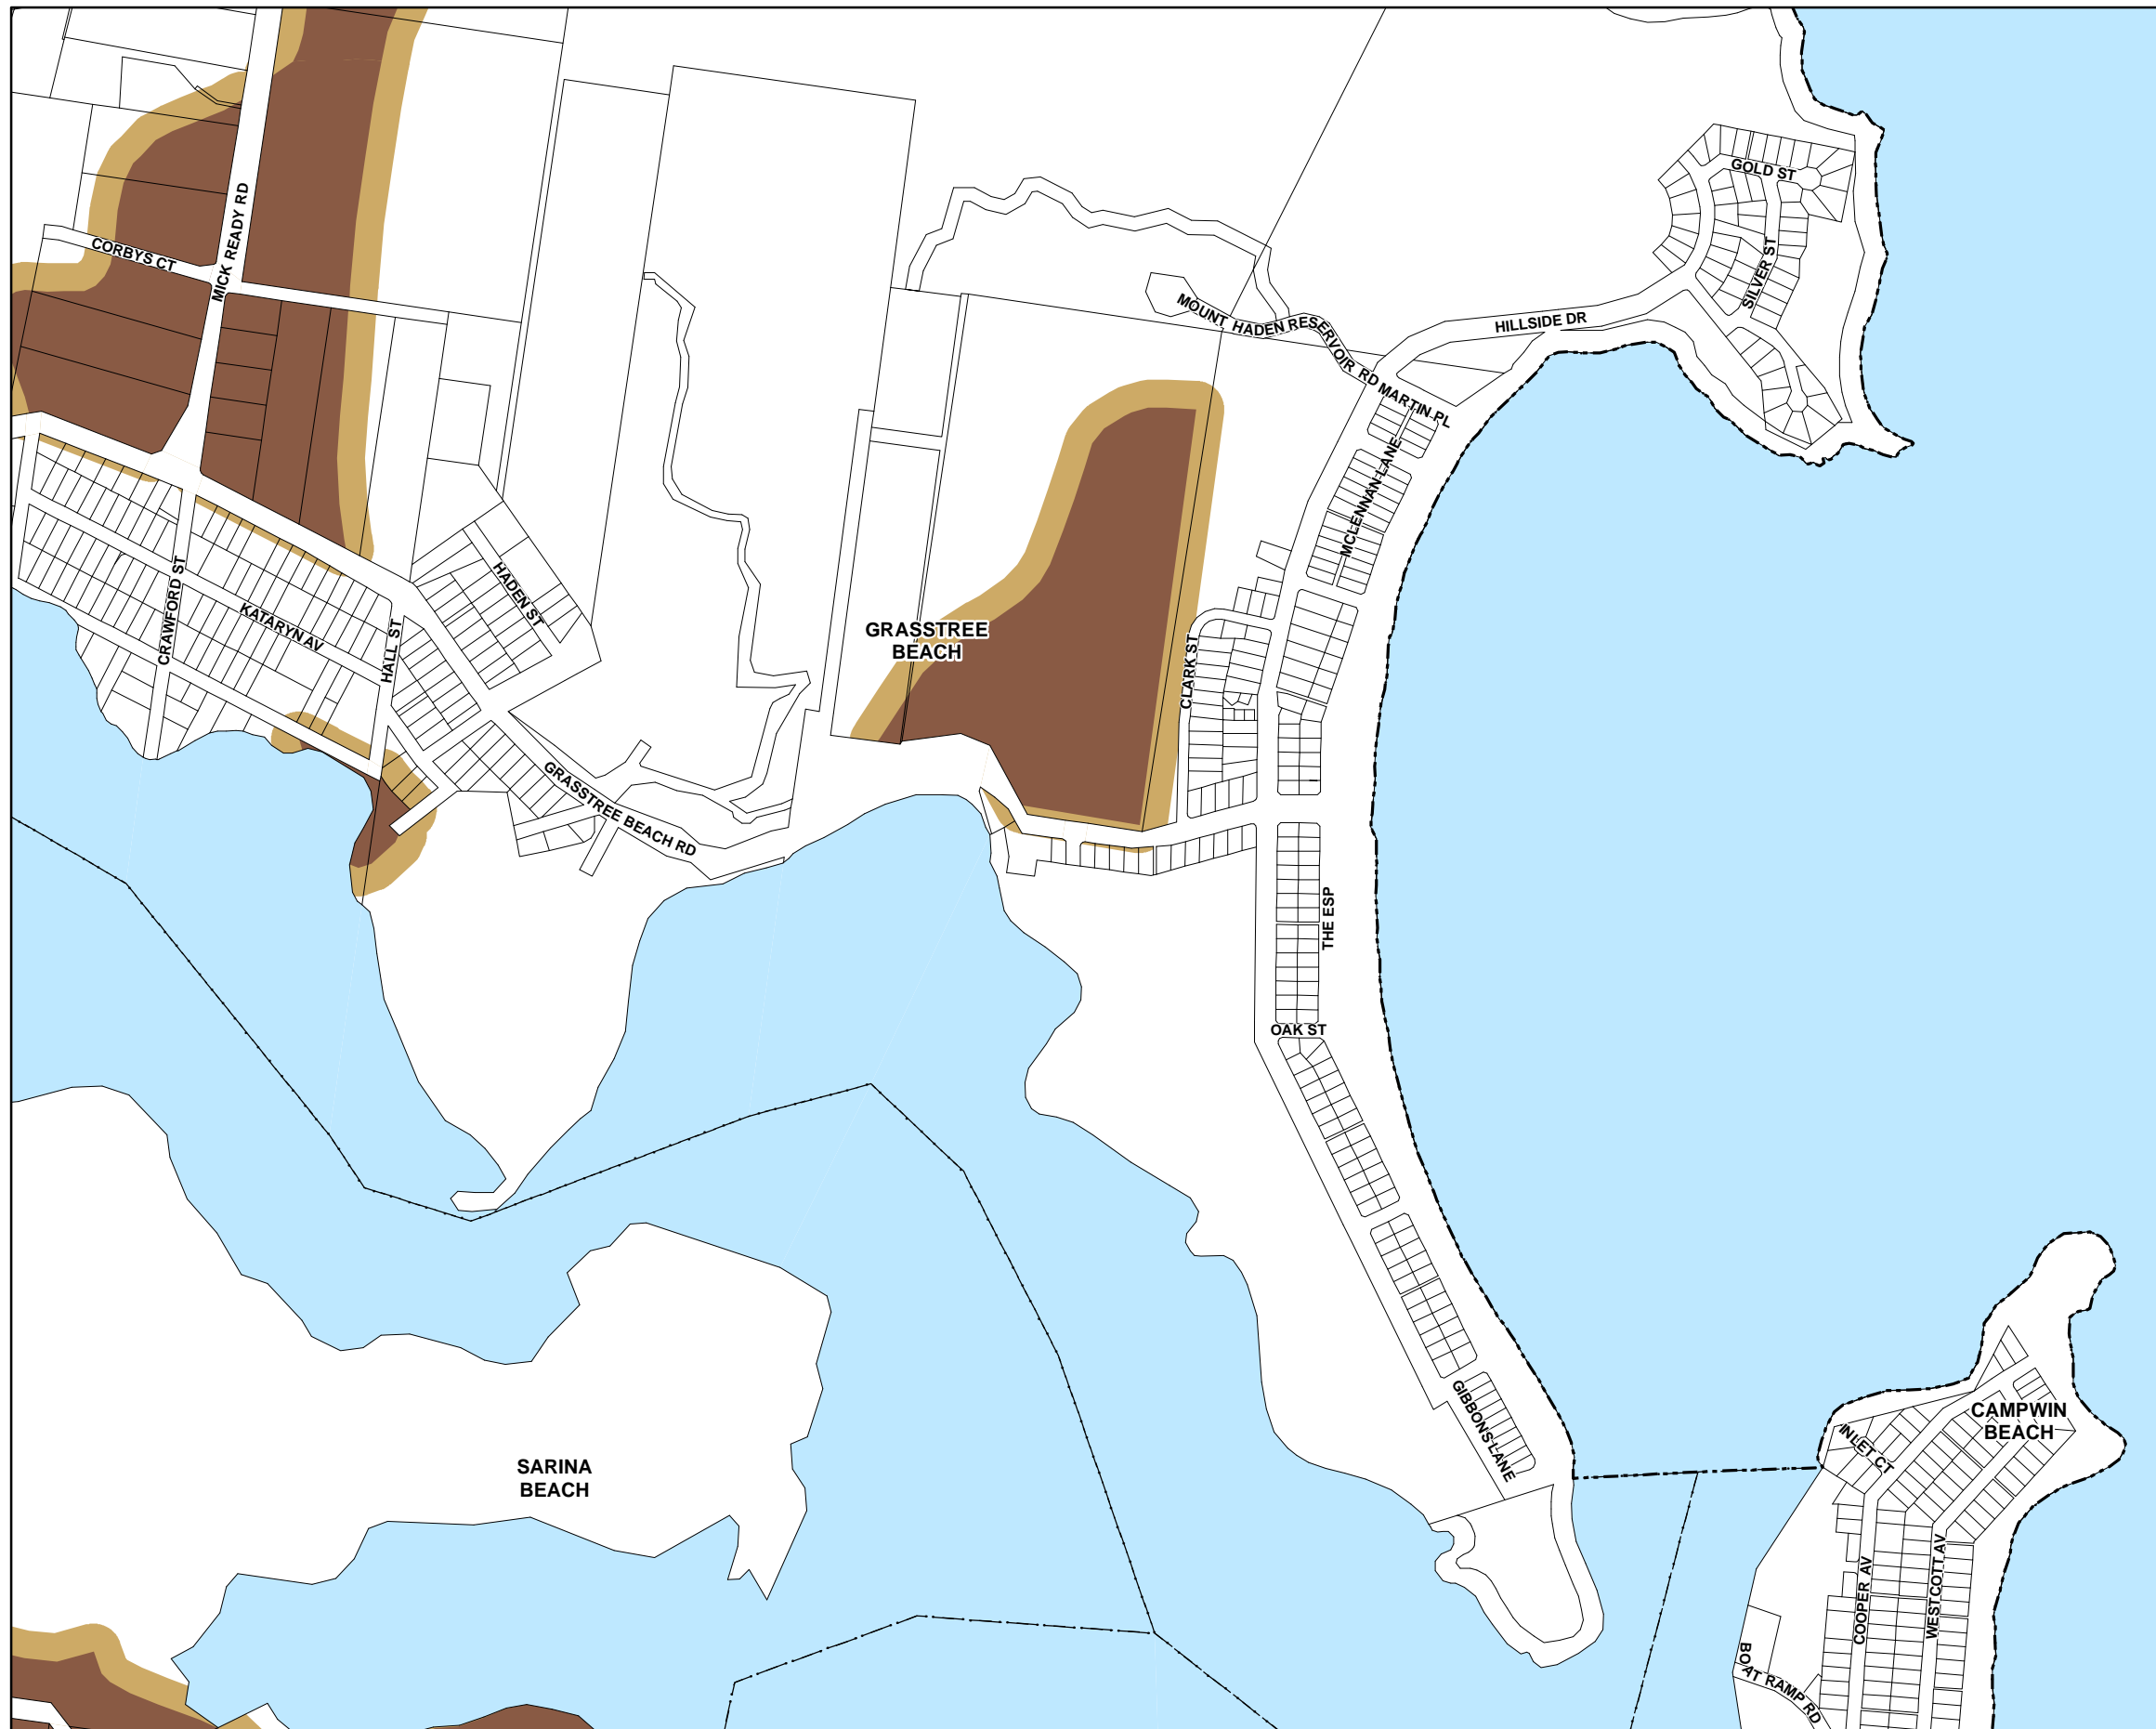 GOLD ST
MICK READY RD
CORBYS CT
SILVER ST
MOUNT HADEN RESERVOIR RD
HILLSIDE DR
MARTIN PL
MCLENNAN LANE
CRAWFORD ST
HADEN ST
KATARYN AV
HALL ST
GRASSTREE
BEACH
CLARK ST
GRASSTREE BEACH RD
THE ESP
OAK ST
GIBBONS LANE
CAMPWIN
BEACH
INLET CT
SARINA
BEACH
COOPER AV
WESTCOTT AV
BOAT RAMP RD